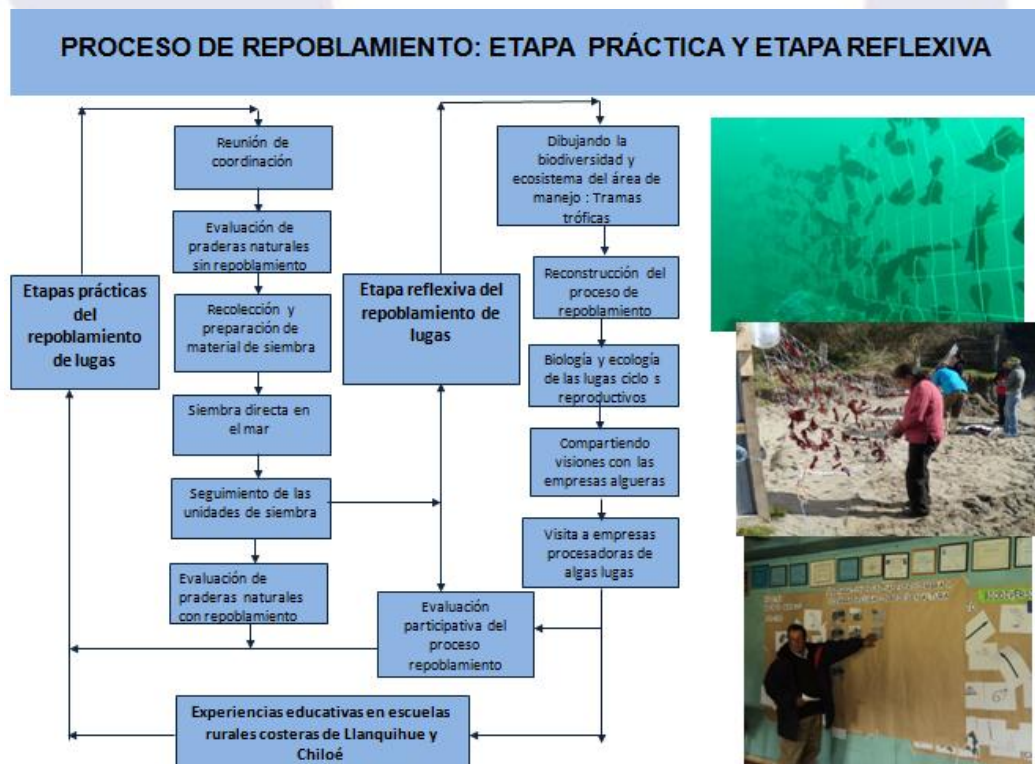 PROCESO DE REPOBLAMIENTO: ETAPA PRÁCTICA Y ETAPA REFLEXIVA
Etapas prácticas
del
repoblamiento
de lugas
Reunión de
coordinación
Evaluación de
praderas naturales
sin repoblamiento
Recolección y
preparación de
material de siembra
Siembra directa en
el mar
Seguimiento de las
unidades de siembra
Evaluación de
praderas naturales
con repoblamiento
Etapa reflexiva del
repoblamiento de
lugas
Dibujando la
biodiversidad y
ecosistema del área de
manejo : Tramas
tróficas
Reconstrucción del
proceso de
repoblamiento
Biología y ecología
de las lugas ciclo s
reproductivos
Compartiendo
visiones con las
empresas algueras
Visita a empresas
procesadoras de
algas lugas
Evaluación
participativa del
proceso
repoblamiento
Experiencias educativas en escuelas
rurales costeras de Llanquihue y
Chiloé